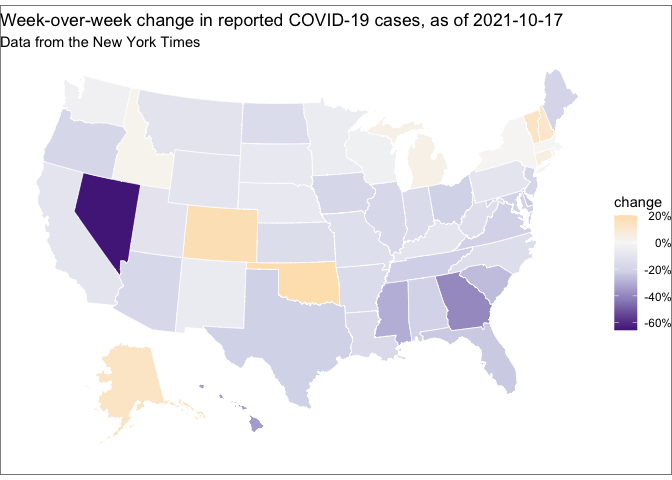 Week-over-week change in reported COVID-19 cases, as of 2021-10-17
Data from the New York Times
change
20%
0%
-20%
-40%
-60%